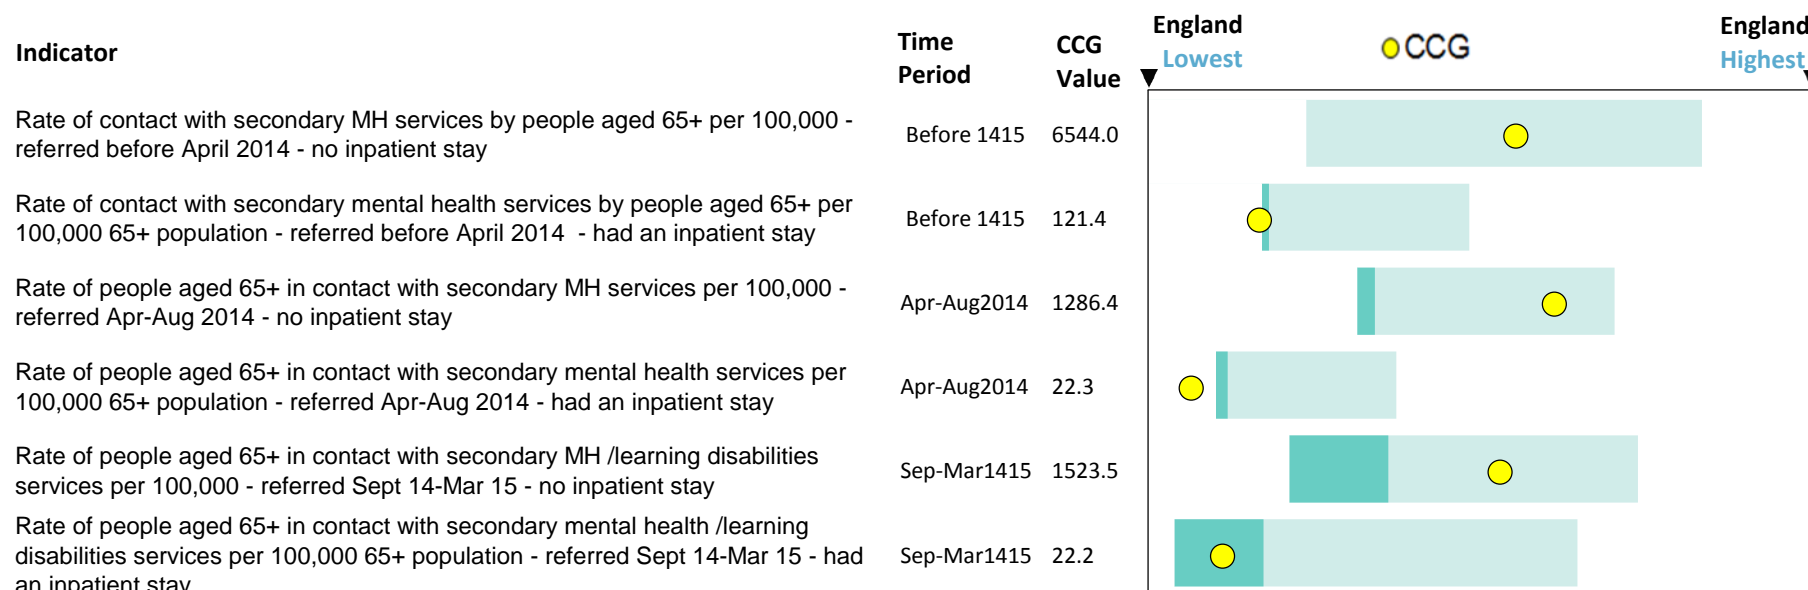 Indicator
Time Period
CCG Value
England Lowest
CCG
England Highest
Rate of contact with secondary MH services by people aged 65+ per 100,000 -
referred before April 2014 - no inpatient stay
Before 1415 6544.0
Rate of contact with secondary mental health services by people aged 65+ per
100,000 65+ population - referred before April 2014 - had an inpatient stay
Before 1415 121.4
Rate of people aged 65+ in contact with secondary MH services per 100,000 -
referred Apr-Aug 2014 - no inpatient stay
Apr-Aug2014 1286.4
Rate of people aged 65+ in contact with secondary mental health services per
100,000 65+ population - referred Apr-Aug 2014 - had an inpatient stay
Apr-Aug2014 22.3
Rate of people aged 65+ in contact with secondary MH /learning disabilities
services per 100,000 - referred Sept 14-Mar 15 - no inpatient stay
Sep-Mar1415 1523.5
Rate of people aged 65+ in contact with secondary mental health /learning
disabilities services per 100,000 65+ population - referred Sept 14-Mar 15 - had
an inpatient stay
Sep-Mar1415 22.2